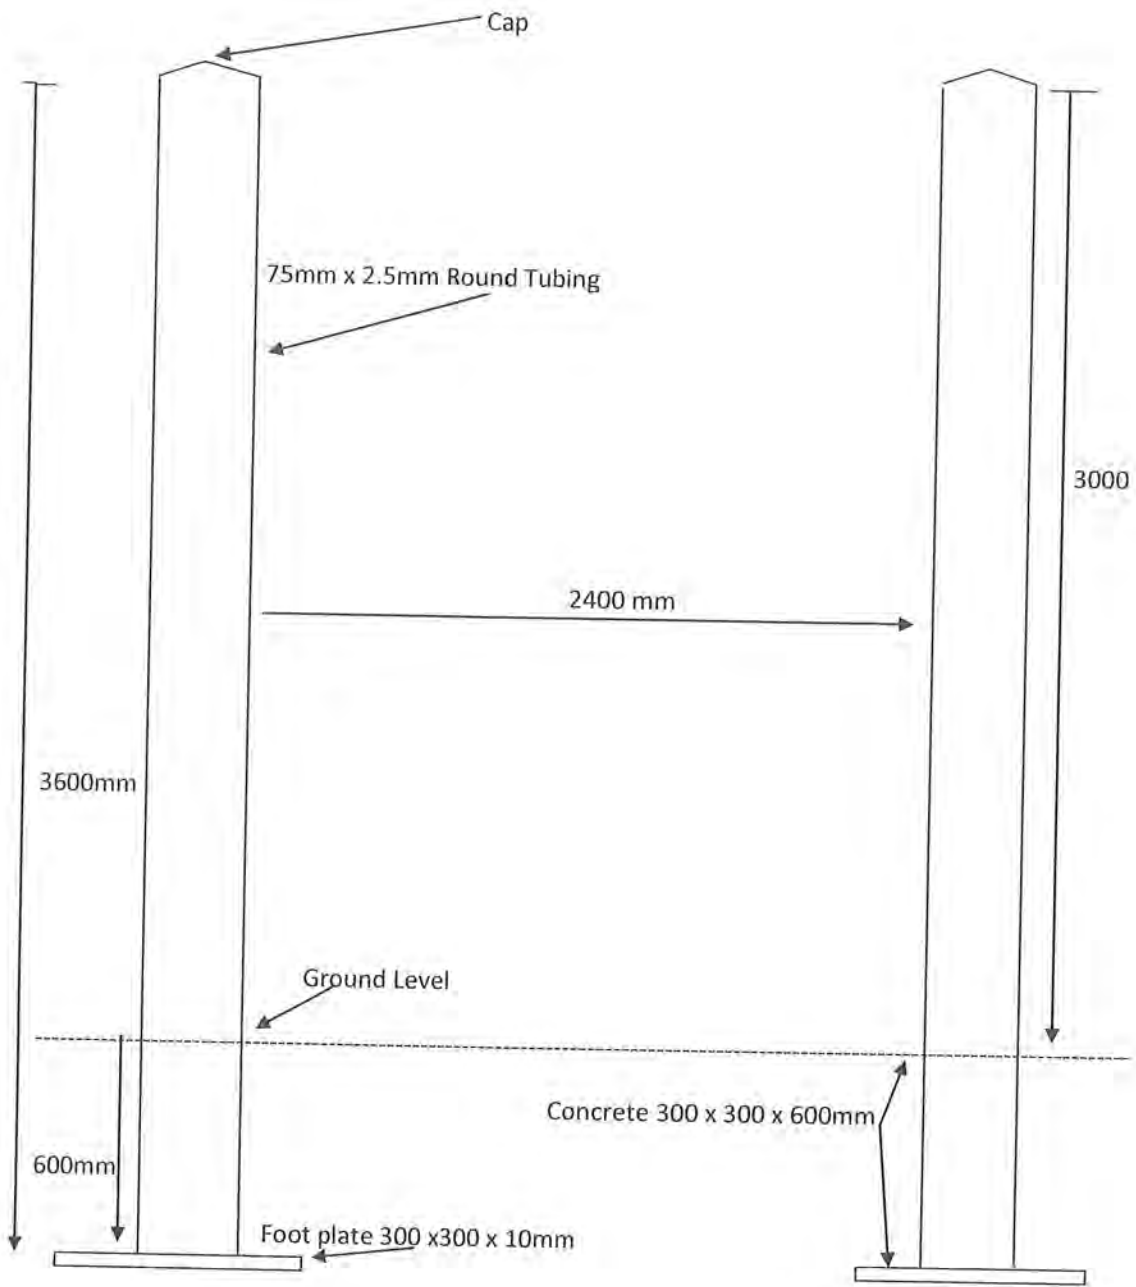 Cap
75mm x 2.5mm Round Tubing
3000
2400 mm
3600mm
Ground Level
Concrete 300 x 300 x 600mm
600mm
Foot plate 300 x300 x 10mm